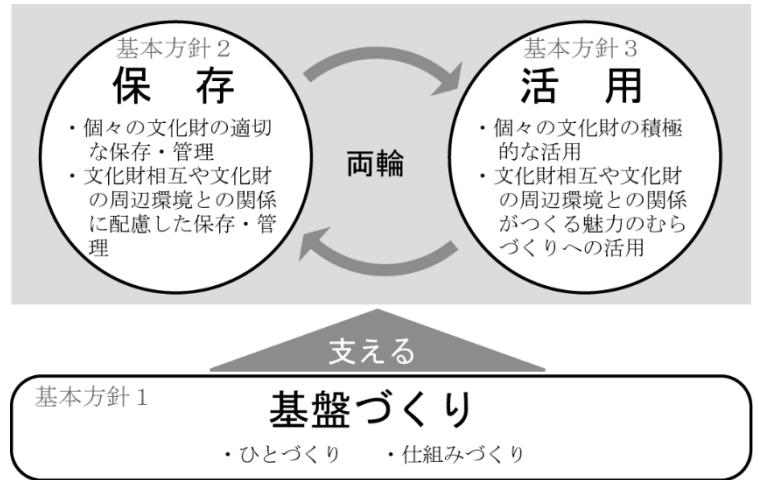 基本方針2
保　存
・個々の文化財の適切
な保存・管理
・文化財相互や文化財
の周辺環境との関係
に配慮した保存・管
理
両輪
基本方針3
活　用
・個々の文化財の積極
的な活用
・文化財相互や文化財
の周辺環境との関係
がつくる魅力のむら
づくりへの活用
支える
基本方針1
基盤づくり
・ひとづくり　・仕組みづくり